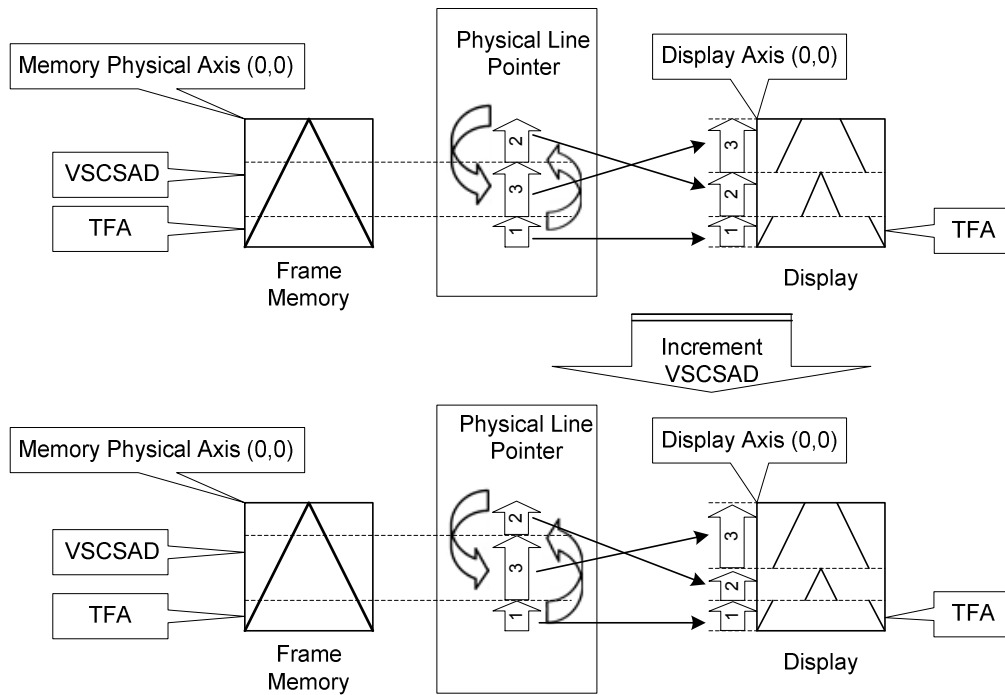 Physical Line
Pointer
Memory Physical Axis (0,0)
Display Axis (0,0)
VSCSAD
TFA
2
3
1
3
2
1
TFA
Frame
Memory
Display
Increment
VSCSAD
Physical Line
Pointer
Memory Physical Axis (0,0)
Display Axis (0,0)
VSCSAD
TFA
2
3
1
3
2
1
TFA
Frame
Memory
Display